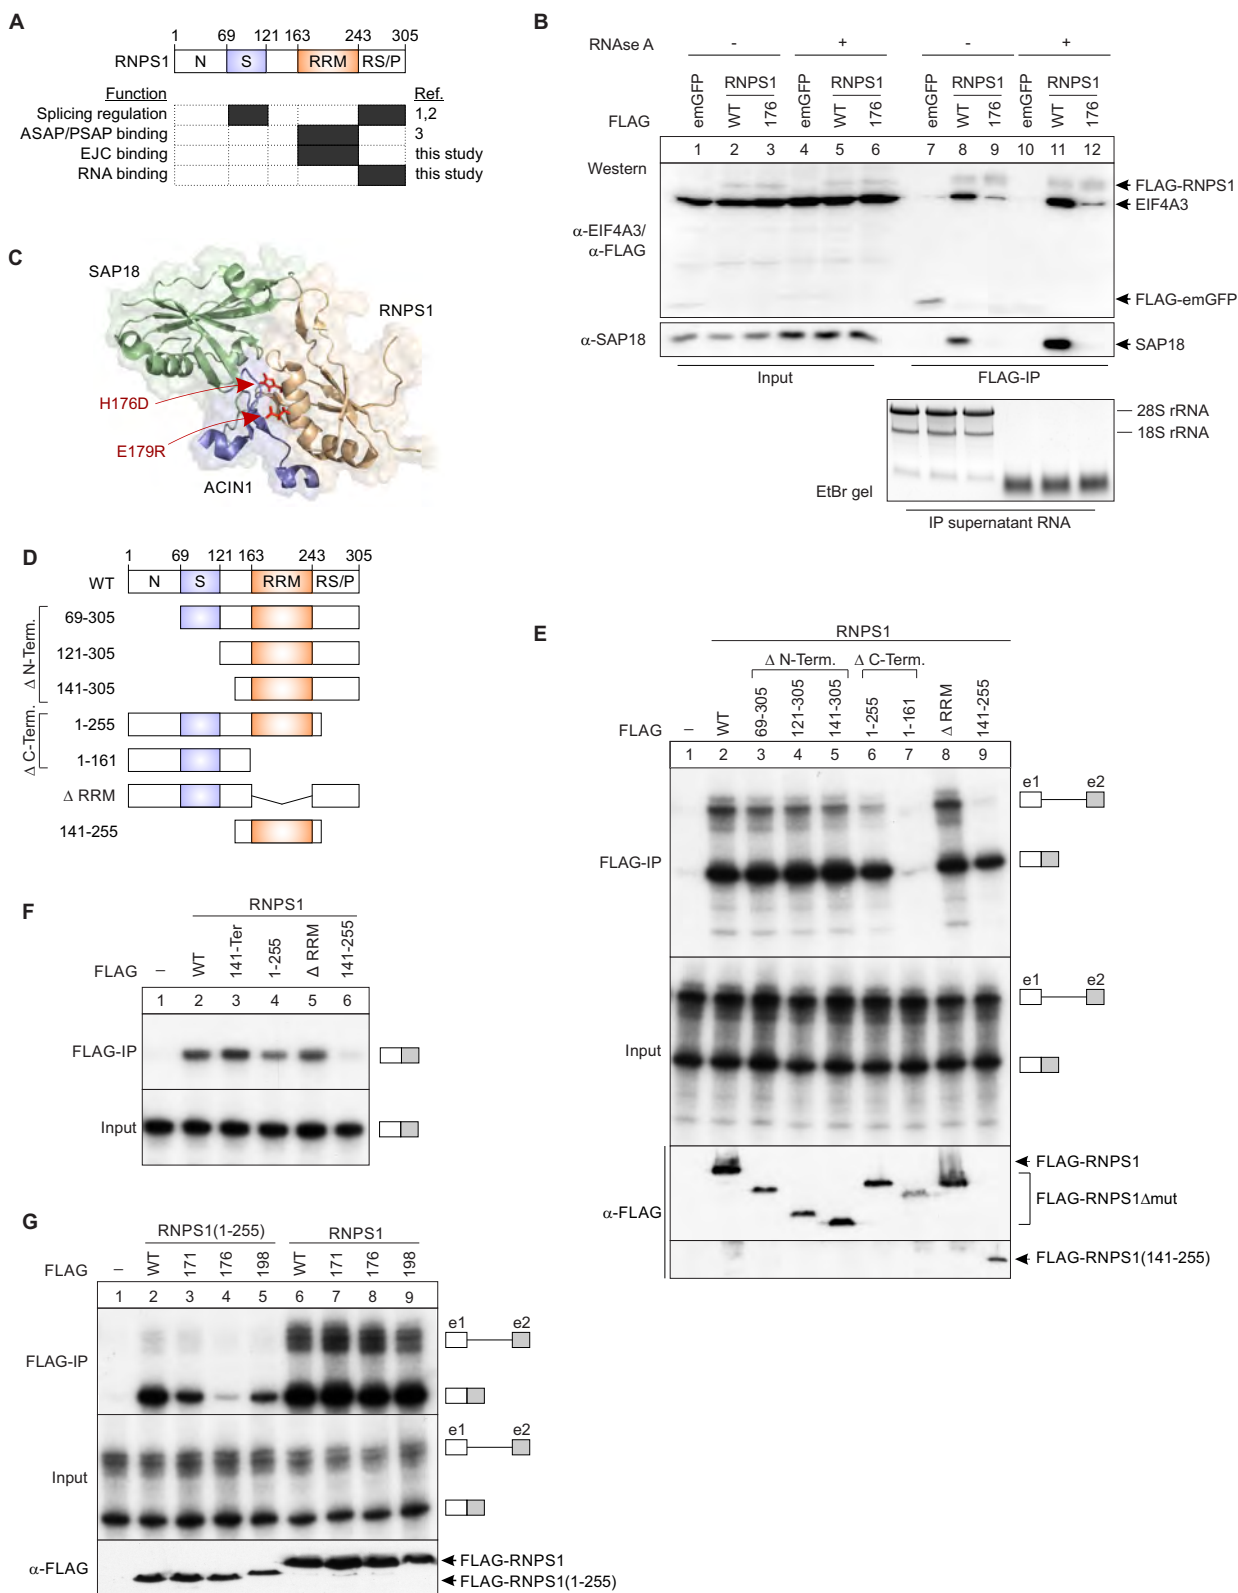 A
1 69 121 163 243 305
RNPS1 N S RRM RS/P
Function Ref.
Splicing regulation 1,2
ASAP/PSAP binding 3
EJC binding this study
RNA binding this study
B
RNAse A - + - +
emGFP RNPS1 emGFP RNPS1 emGFP RNPS1 emGFP RNPS1
FLAG WT 176 WT 176 WT 176 WT 176
1 2 3 4 5 6 7 8 9 10 11 12
Western
FLAG-RNPS1
EIF4A3
α-EIF4A3/
α-FLAG
FLAG-emGFP
α-SAP18 SAP18
Input FLAG-IP
28S rRNA
18S rRNA
EtBr gel
IP supernatant RNA
C
SAP18
RNPS1
H176D
E179R
ACIN1
D
1 69 121 163 243 305
WT N S RRM RS/P
Δ N-Term.
69-305
121-305
141-305
Δ C-Term.
1-255
1-161
Δ RRM
141-255
E
RNPS1
Δ N-Term. Δ C-Term.
FLAG – WT 69-305 121-305 141-305 1-255 1-161 Δ RRM 141-255
1 2 3 4 5 6 7 8 9
e1 e2
FLAG-IP
e1 e2
Input
FLAG-RNPS1
FLAG-RNPS1Δmut
α-FLAG
FLAG-RNPS1(141-255)
F
RNPS1
FLAG – WT 141-Ter 1-255 Δ RRM 141-255
1 2 3 4 5 6
FLAG-IP
Input
G
RNPS1(1-255) RNPS1
FLAG – WT 171 176 198 WT 171 176 198
1 2 3 4 5 6 7 8 9
e1 e2
FLAG-IP
e1 e2
Input
α-FLAG
FLAG-RNPS1
FLAG-RNPS1(1-255)